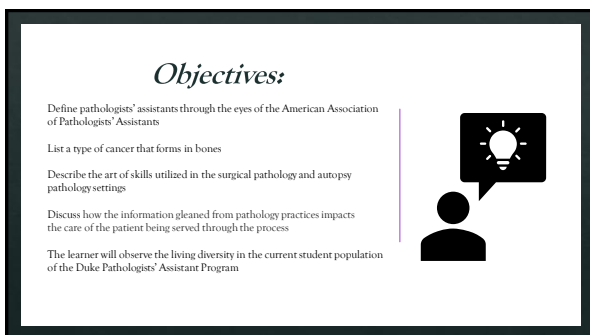 Objectives:
Define pathologists' assistants through the eyes of the American Association
of Pathologists' Assistants
List a type of cancer that forms in bones
Describe the art of skills utilized in the surgical pathology and autopsy
pathology settings
Discuss how the information gleaned from pathology practices impacts
the care of the patient being served through the process
The learner will observe the living diversity in the current student population
of the Duke Pathologists' Assistant Program